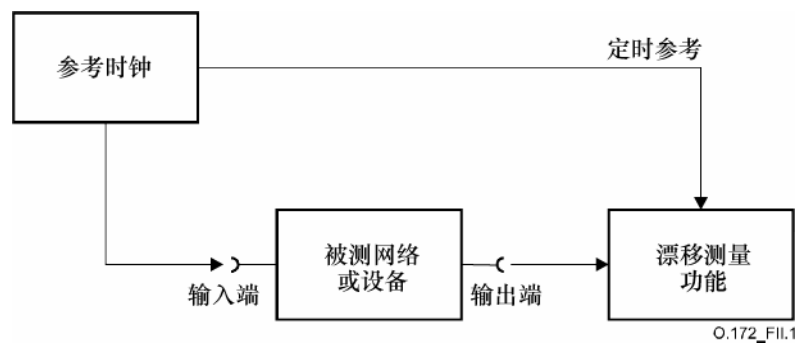 参考时钟
定时参考
被测网络
或设备
漂移测量
功能
输入端
输出端
O.172_FII.1